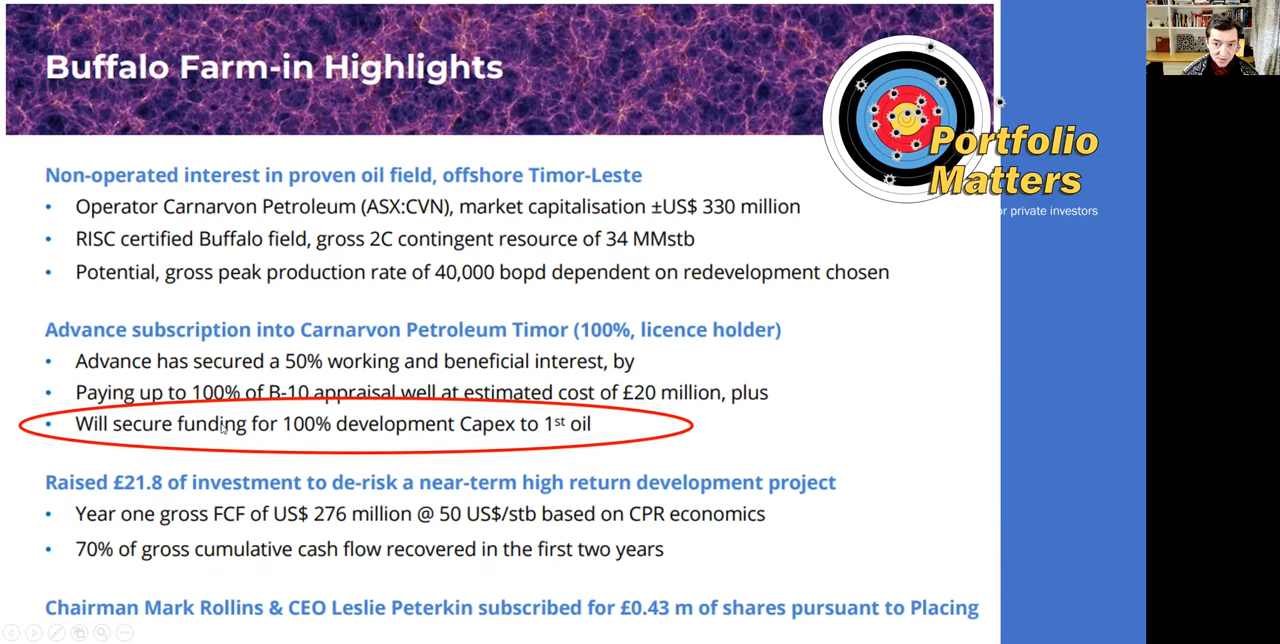 Buffalo Farm-in Highlights
Portfolio
Matters
or private investors
Non-operated interest in proven oil field, offshore Timor-Leste
• Operator Carnarvon Petroleum (ASX:CVN), market capitalisation ±US$ 330 million
• RISC certified Buffalo field, gross 2C contingent resource of 34 MMstb
• Potential, gross peak production rate of 40,000 bopd dependent on redevelopment chosen
Advance subscription into Carnarvon Petroleum Timor (100%, licence holder)
• Advance has secured a 50% working and beneficial interest, by
• Paying up to 100% of B-10 appraisal well at estimated cost of £20 million, plus
• Will secure funding for 100% development Capex to 1st oil
Raised £21.8 of investment to de-risk a near-term high return development project
• Year one gross FCF of US$ 276 million @ 50 US$/stb based on CPR economics
• 70% of gross cumulative cash flow recovered in the first two years
Chairman Mark Rollins & CEO Leslie Peterkin subscribed for £0.43 m of shares pursuant to Placing